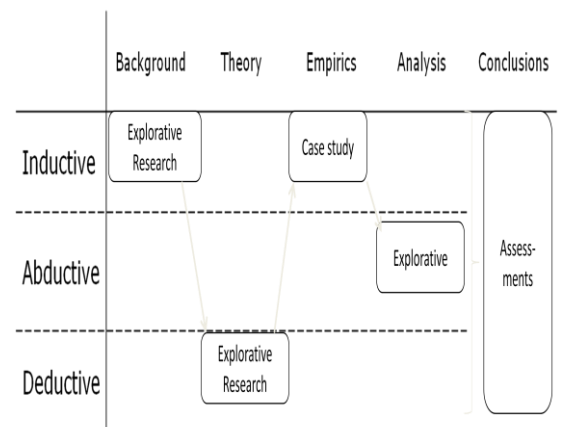 Background Theory Empirics Analysis Conclusions
Inductive
Explorative
Research
Case study
Abductive
Explorative
Assess-
ments
Deductive
Explorative
Research